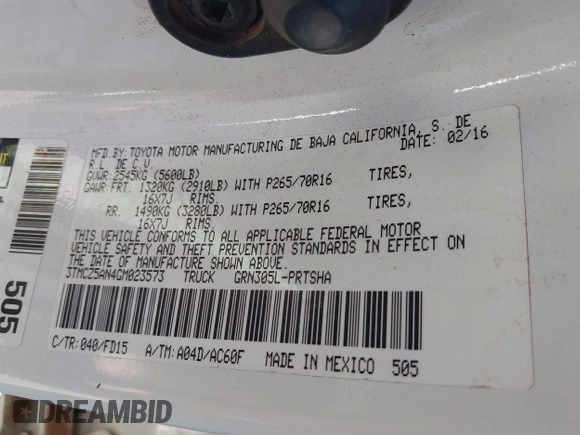 MFD.BY: TOYOTA MOTOR MANUFACTURING DE BAJA CALIFORNIA, S. DE
R.L. DE C.V. DATE: 02/16
GVWR: 2545KG (5600LB)
GAWR: FRT. 1320KG (2910LB) WITH P265/70R16 TIRES,
16X7J RIMS.
RR. 1490KG (3280LB) WITH P265/70R16 TIRES,
16X7J RIMS.
THIS VEHICLE CONFORMS TO ALL APPLICABLE FEDERAL MOTOR
VEHICLE SAFETY AND THEFT PREVENTION STANDARDS IN EFFECT ON
THE DATE OF MANUFACTURE SHOWN ABOVE.
3TMCZ5AN4GM023573 TRUCK GRN305L-PRTSHA
C/TR: 040/FD15 A/TM: A04D/AC60F MADE IN MEXICO 505
505
DREAMBID